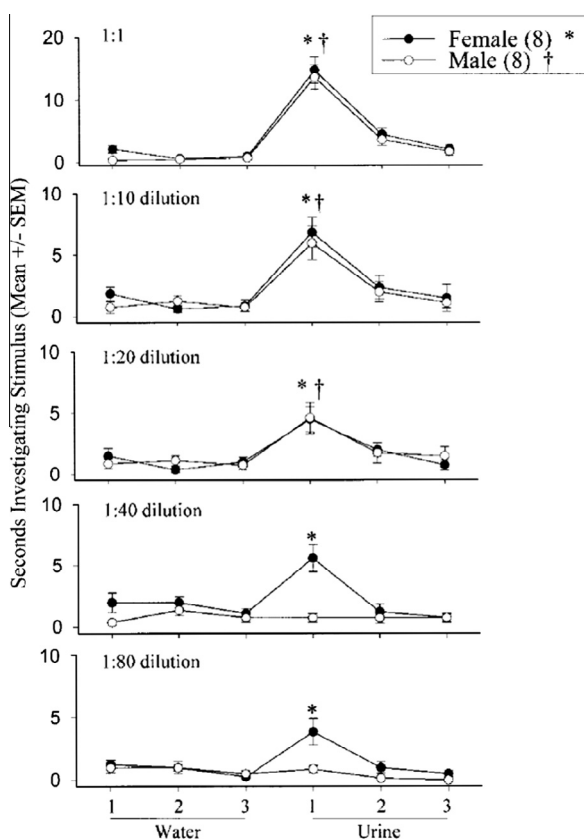 1:1
Female (8) *
Male (8) †
20
10
0
* †
1:10 dilution
10
5
0
* †
1:20 dilution
10
5
0
* †
1:40 dilution
10
5
0
*
1:80 dilution
10
5
0
*
Seconds Investigating Stimulus (Mean +/- SEM)
1 2 3 1 2 3
Water Urine